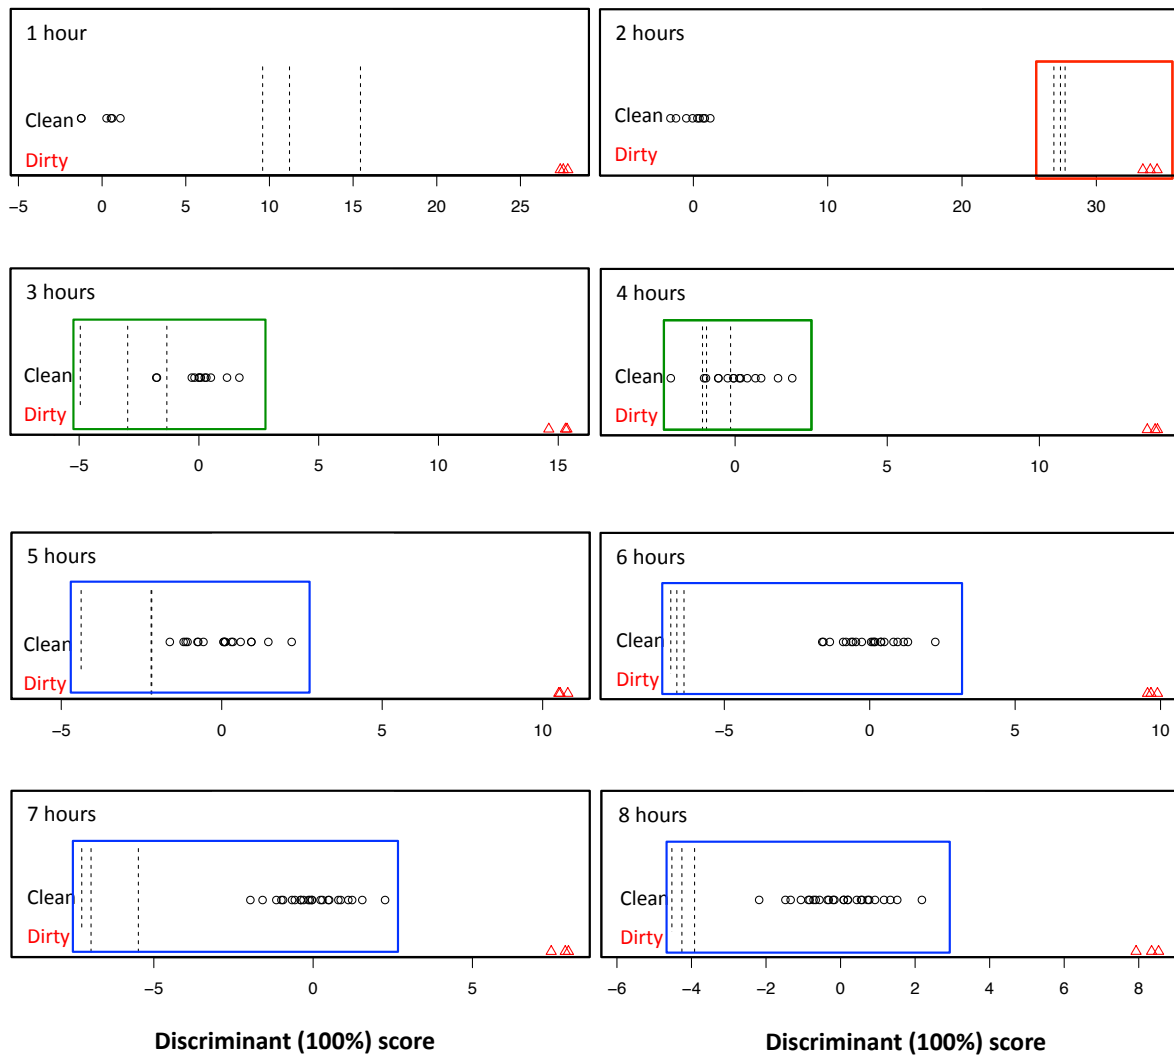 1 hour
Clean
Dirty
−5 0 5 10 15 20 25
2 hours
Clean
Dirty
0 10 20 30
3 hours
Clean
Dirty
−5 0 5 10 15
4 hours
Clean
Dirty
0 5 10
5 hours
Clean
Dirty
−5 0 5 10
6 hours
Clean
Dirty
−5 0 5 10
7 hours
Clean
Dirty
−5 0 5
Discriminant (100%) score
8 hours
Clean
Dirty
−6 −4 −2 0 2 4 6 8
Discriminant (100%) score